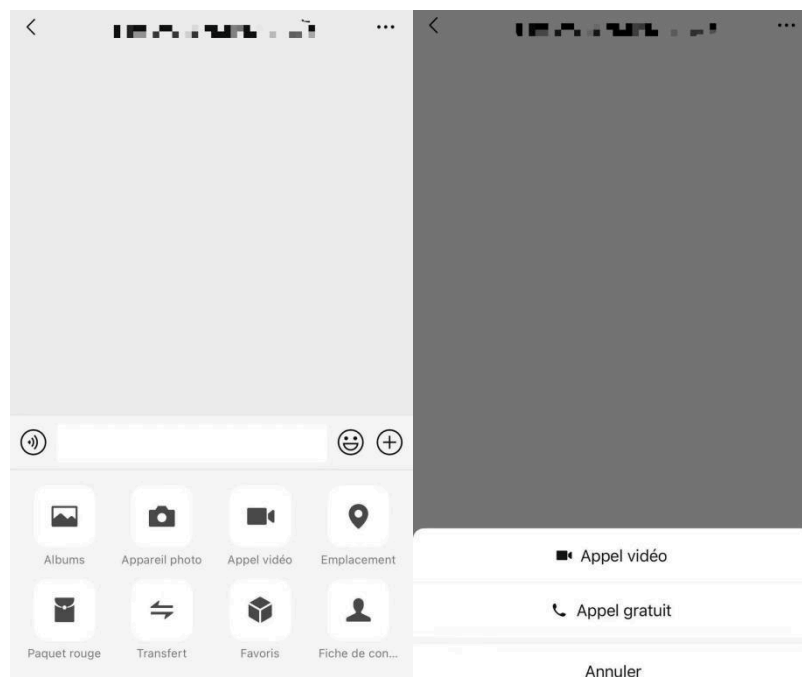 Albums
Appareil photo
Appel vidéo
Emplacement
Paquet rouge
Transfert
Favoris
Fiche de con...
Appel vidéo
Appel gratuit
Annuler